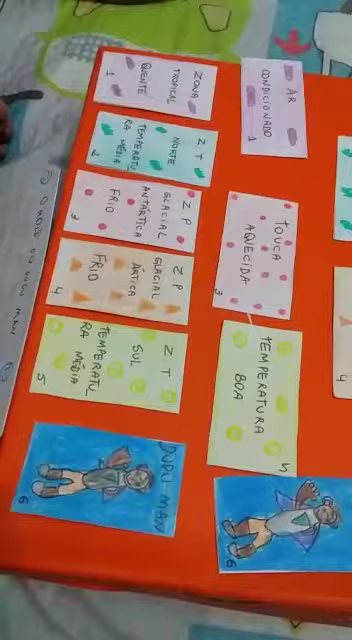 ZONA
TROPICAL
QUENTE
1
Z T
NORTE
TEMPERATU
RA MÉDIA
2
Z P
GLACIAL
ANTÁRTICA
FRIO
3
Z P
GLACIAL
ÁRTICA
FRIO
4
Z T
SUL
TEMPERATU
RA MÉDIA
5
DUDU MAN
6
AR
CONDICIONADO
1
TOUCA
AQUECIDA
3
TEMPERATURA
BOA
5
6
4